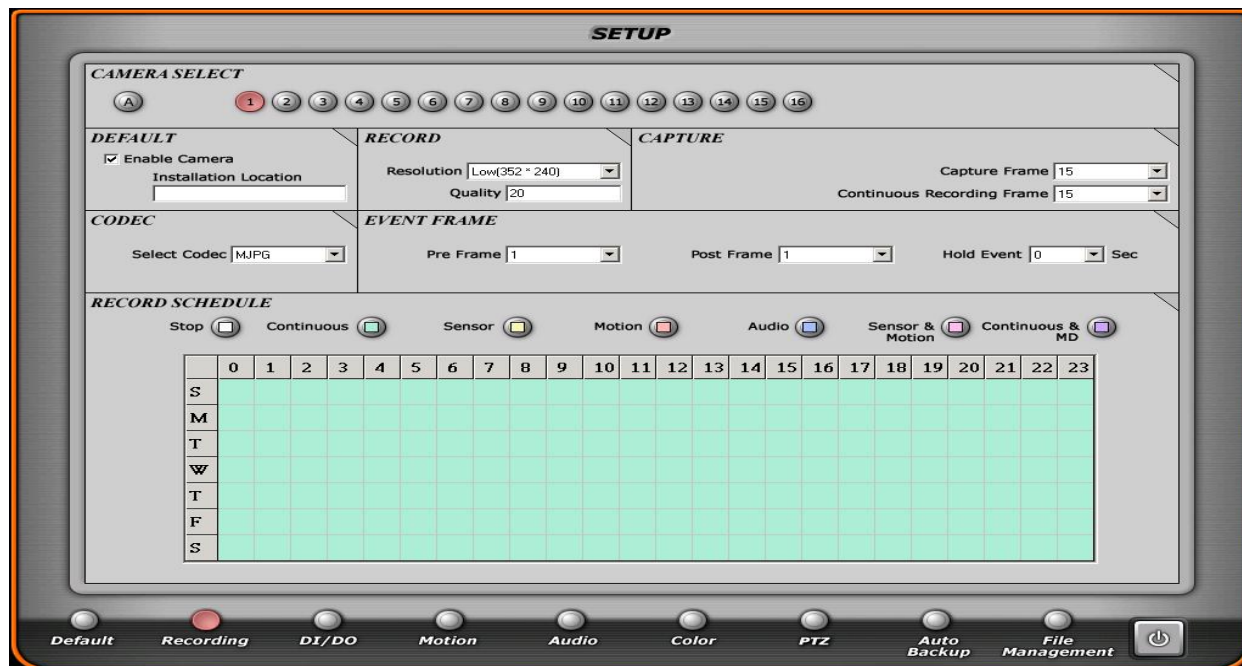 SETUP
CAMERA SELECT
A 1 2 3 4 5 6 7 8 9 10 11 12 13 14 15 16
DEFAULT
Enable Camera
Installation Location
RECORD
Resolution Low(352 * 240)
Quality 20
CAPTURE
Capture Frame 15
Continuous Recording Frame 15
CODEC
Select Codec MJPG
EVENT FRAME
Pre Frame 1 Post Frame 1 Hold Event 0 Sec
RECORD SCHEDULE
Stop Continuous Sensor Motion Audio Sensor & Motion Continuous & MD
0 1 2 3 4 5 6 7 8 9 10 11 12 13 14 15 16 17 18 19 20 21 22 23
S
M
T
W
T
F
S
Default Recording DI/DO Motion Audio Color PTZ Auto Backup File Management